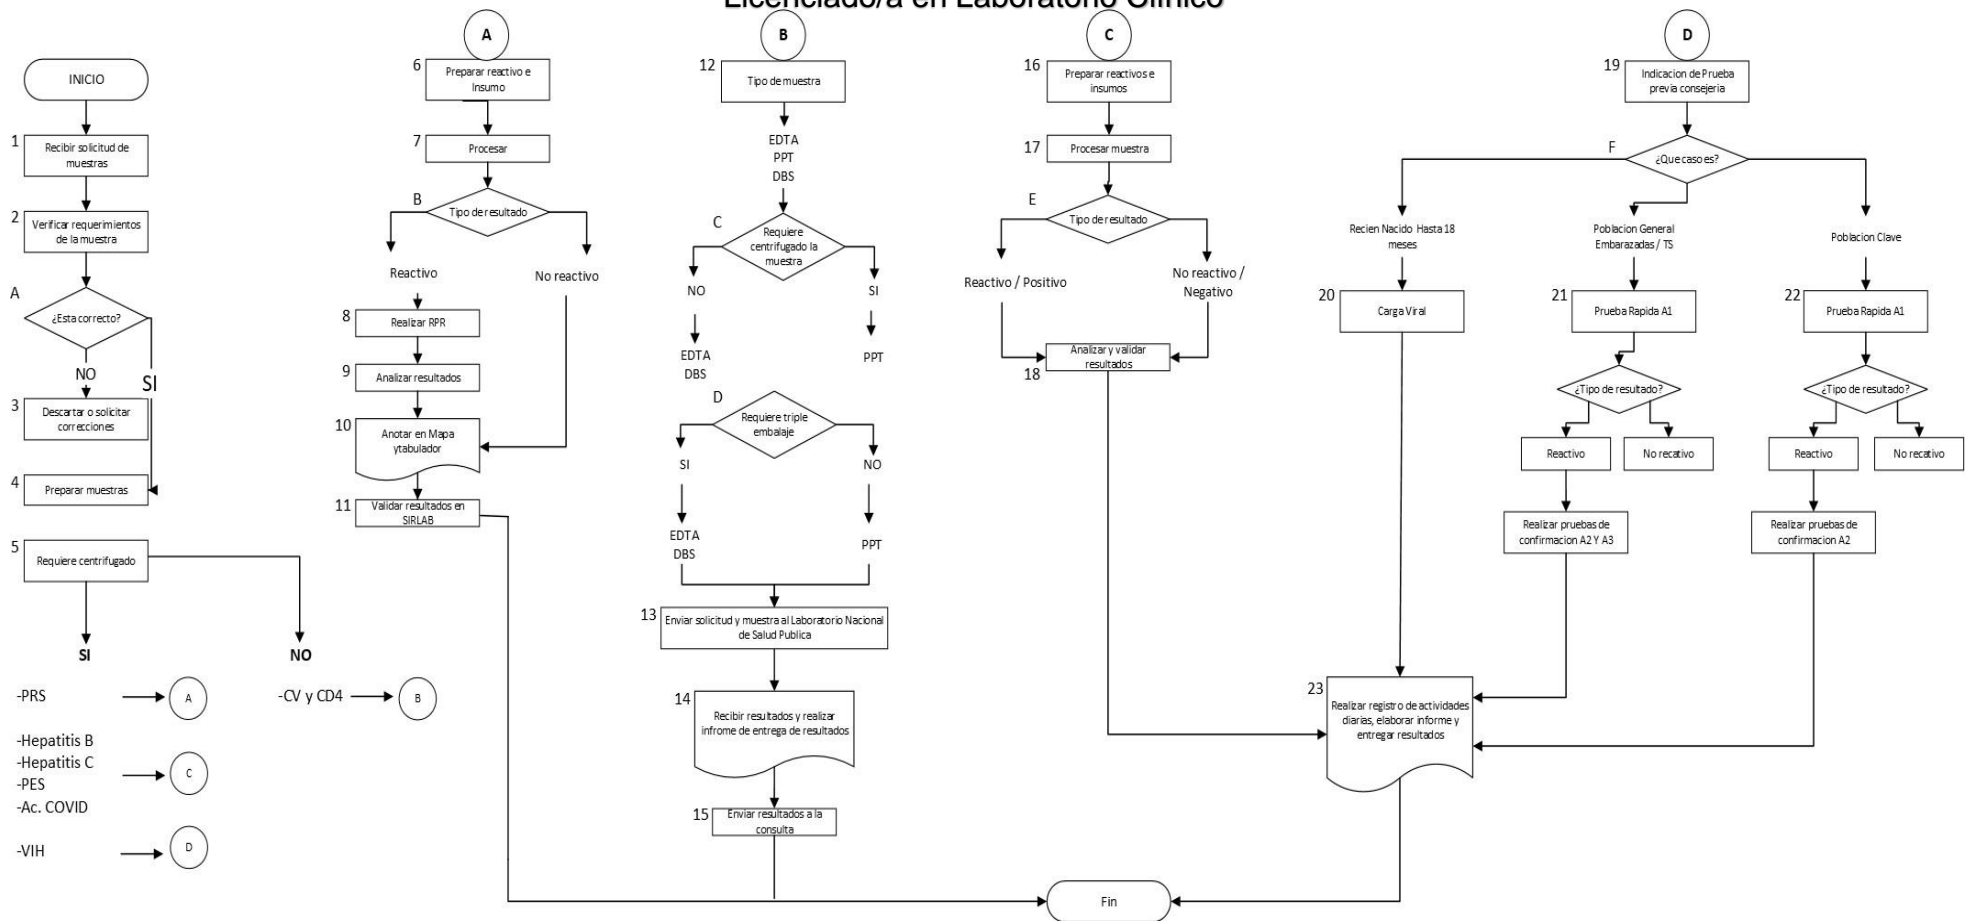 Licenciado/a en Laboratorio Clínico
INICIO
1
Recibir solicitud de
muestras
2
Verificar requerimientos
de la muestra
A
¿Esta correcto?
NO
SI
3
Descartar o solicitar
correcciones
4
Preparar muestras
5
Requiere centrifugado
SI
NO
-PRS
A
-CV y CD4
B
-Hepatitis B
-Hepatitis C
-PES
-Ac. COVID
C
-VIH
D
A
6
Preparar reactivo e
Insumo
7
Procesar
B
Tipo de resultado
Reactivo
No reactivo
8
Realizar RPR
9
Analizar resultados
10
Anotar en Mapa
ytabulador
11
Validar resultados en
SIRLAB
B
12
Tipo de muestra
EDTA
PPT
DBS
C
Requiere
centrifugado la
muestra
NO
SI
EDTA
DBS
PPT
D
Requiere triple
embalaje
SI
NO
EDTA
DBS
PPT
13
Enviar solicitud y muestra al Laboratorio Nacional
de Salud Publica
14
Recibir resultados y realizar
infrome de entrega de resultados
15
Enviar resultados a la
consulta
C
16
Preparar reactivos e
insumos
17
Procesar muestra
E
Tipo de resultado
Reactivo / Positivo
No reactivo /
Negativo
Analizar y validar
resultados
18
D
19
Indicacion de Prueba
previa consejeria
F
¿Que caso es?
Recien Nacido Hasta 18
meses
Poblacion General
Embarazadas / TS
Poblacion Clave
20
Carga Viral
21
Prueba Rapida A1
22
Prueba Rapida A1
¿Tipo de resultado?
¿Tipo de resultado?
Reactivo
No recativo
Reactivo
No recativo
Realizar pruebas de
confirmacion A2 Y A3
Realizar pruebas de
confirmacion A2
23
Realizar registro de actividades
diarias, elaborar informe y
entregar resultados
Fin